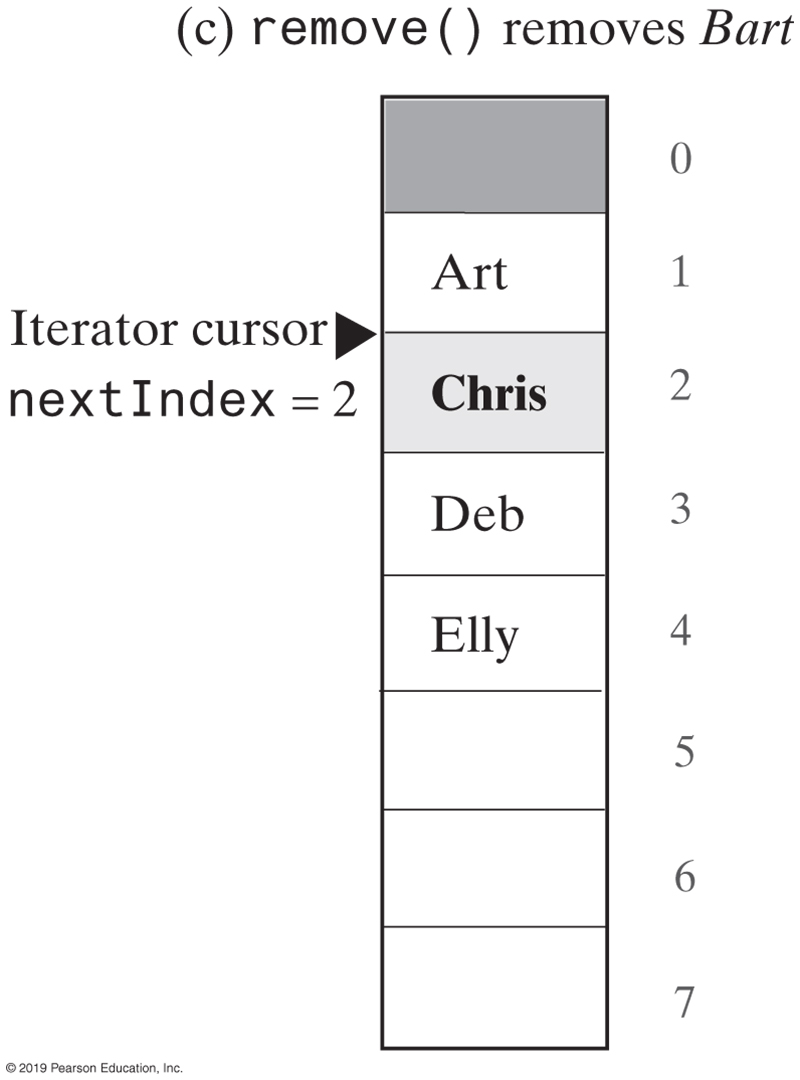 (c) remove() removes Bart
0
Art 1
Iterator cursor
nextIndex = 2
Chris 2
Deb 3
Elly 4
5
6
7
© 2019 Pearson Education, Inc.